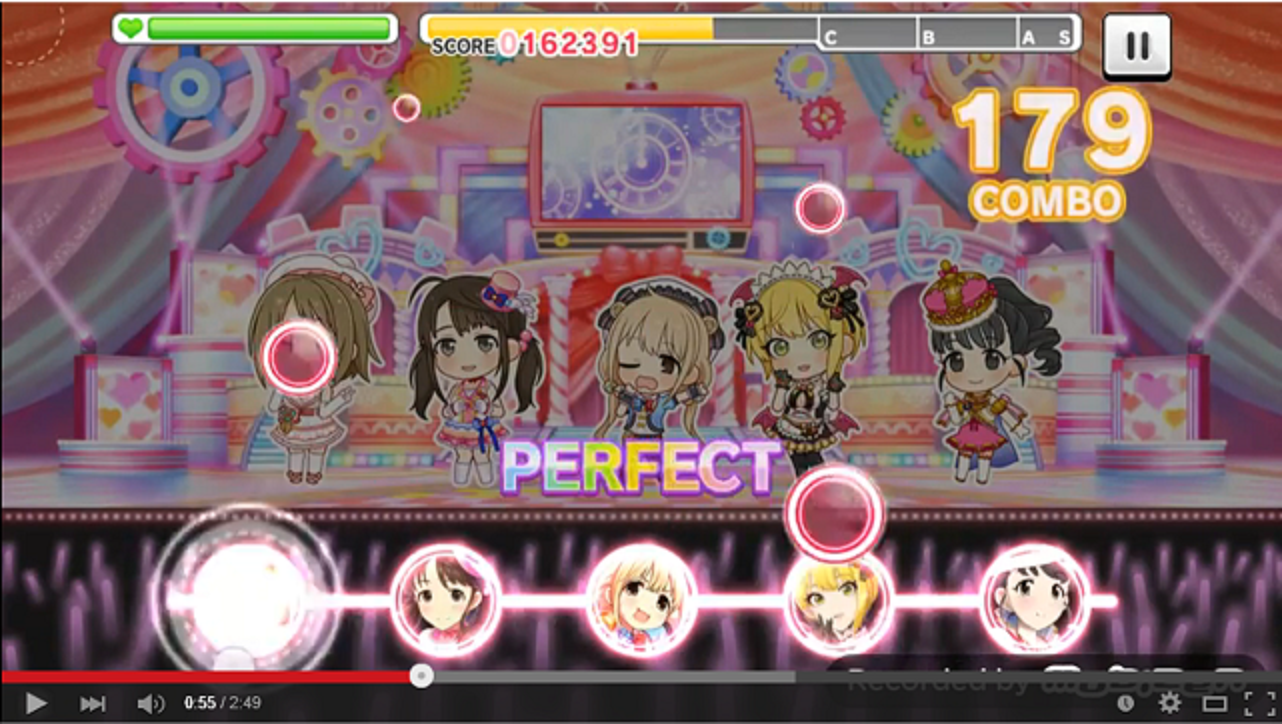 SCORE 0162391
C B A S
179
COMBO
PERFECT
Recorded by
0:55 / 2:49